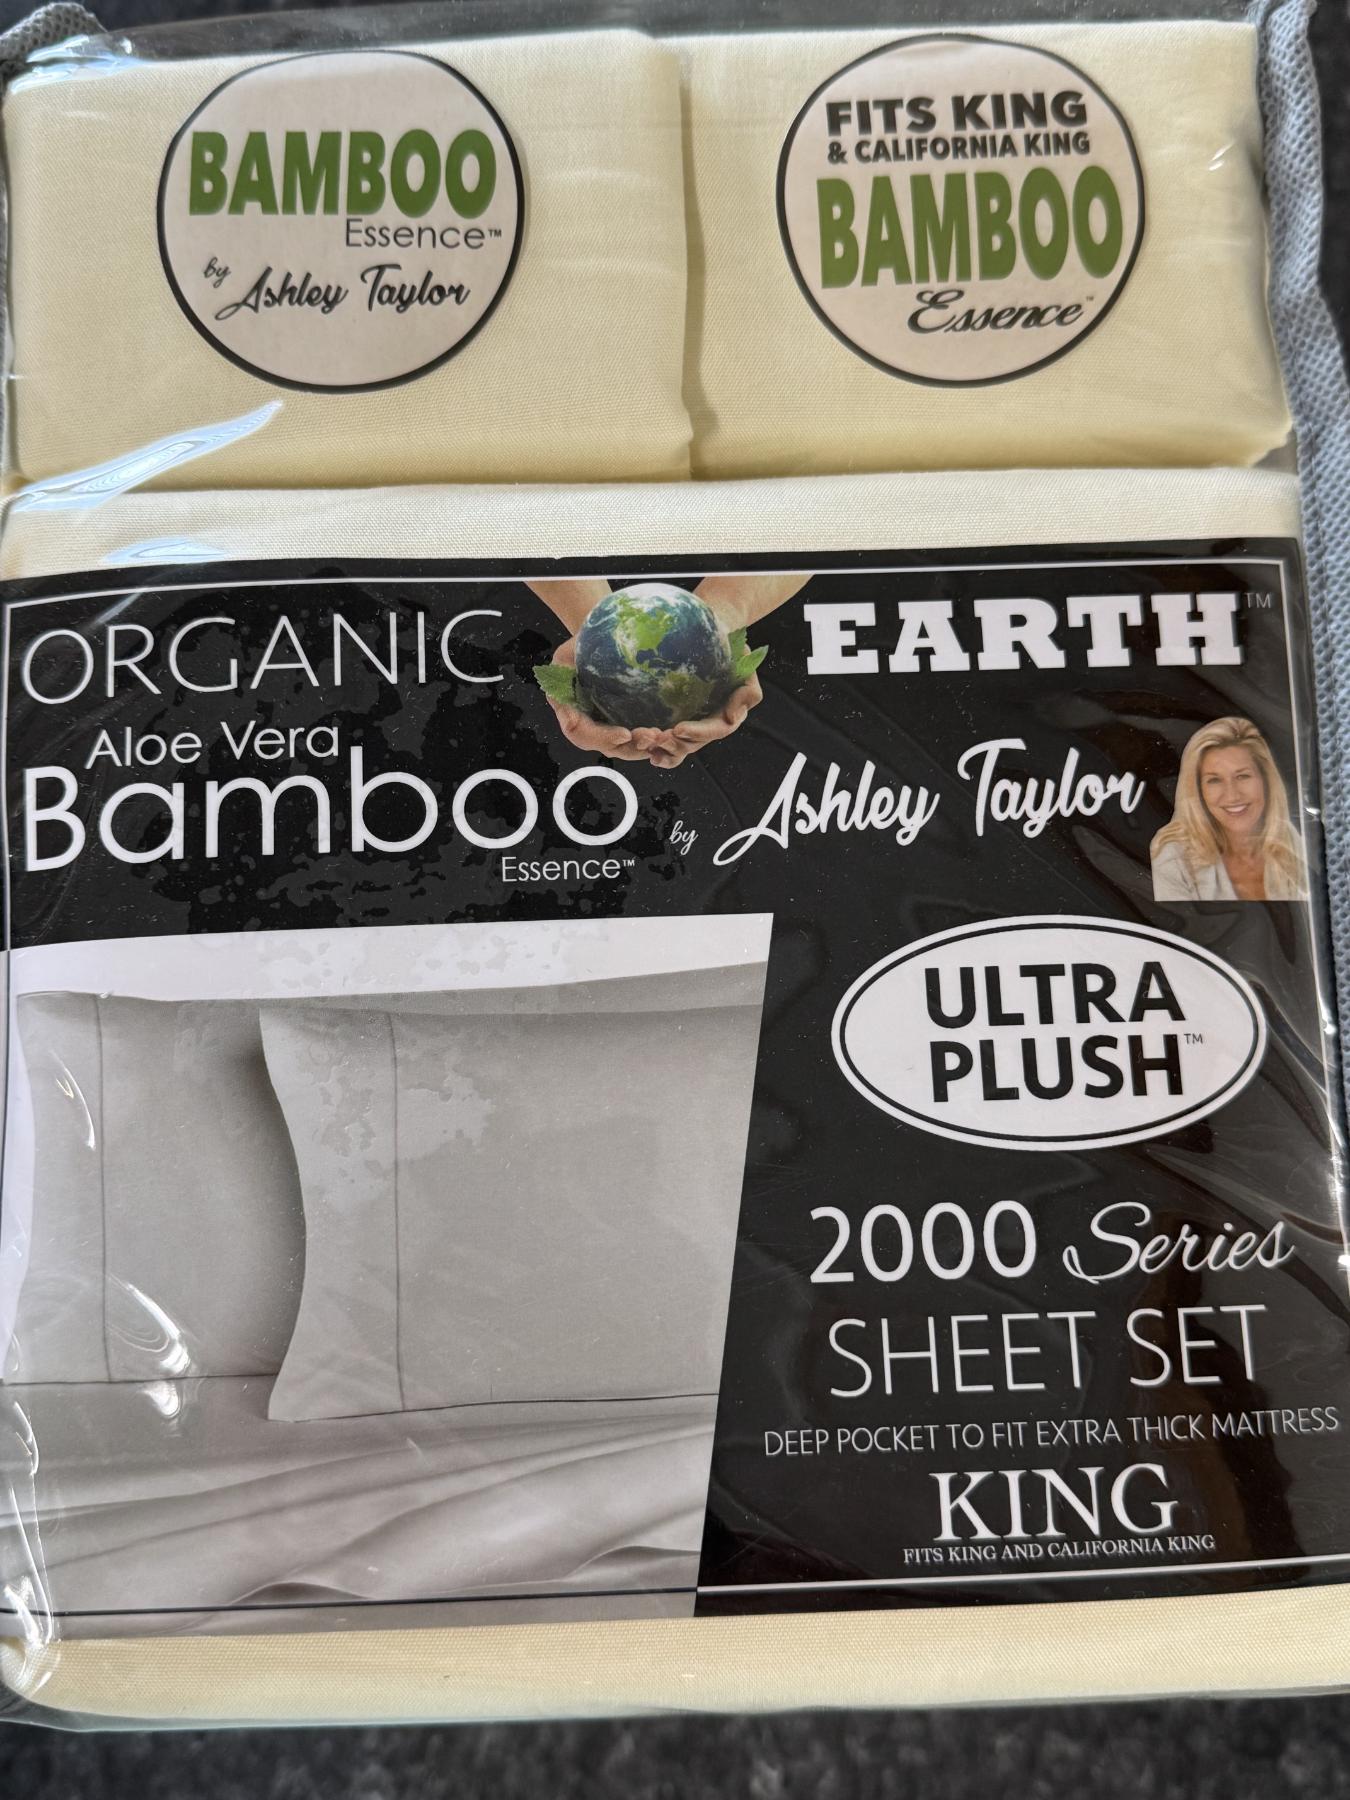 BAMBOO
Essence™
by Ashley Taylor
FITS KING
& CALIFORNIA KING
BAMBOO
Essence™
ORGANIC EARTH™
Aloe Vera
Bamboo
Essence™
by Ashley Taylor
ULTRA
PLUSH™
2000 Series
SHEET SET
DEEP POCKET TO FIT EXTRA THICK MATTRESS
KING
FITS KING AND CALIFORNIA KING